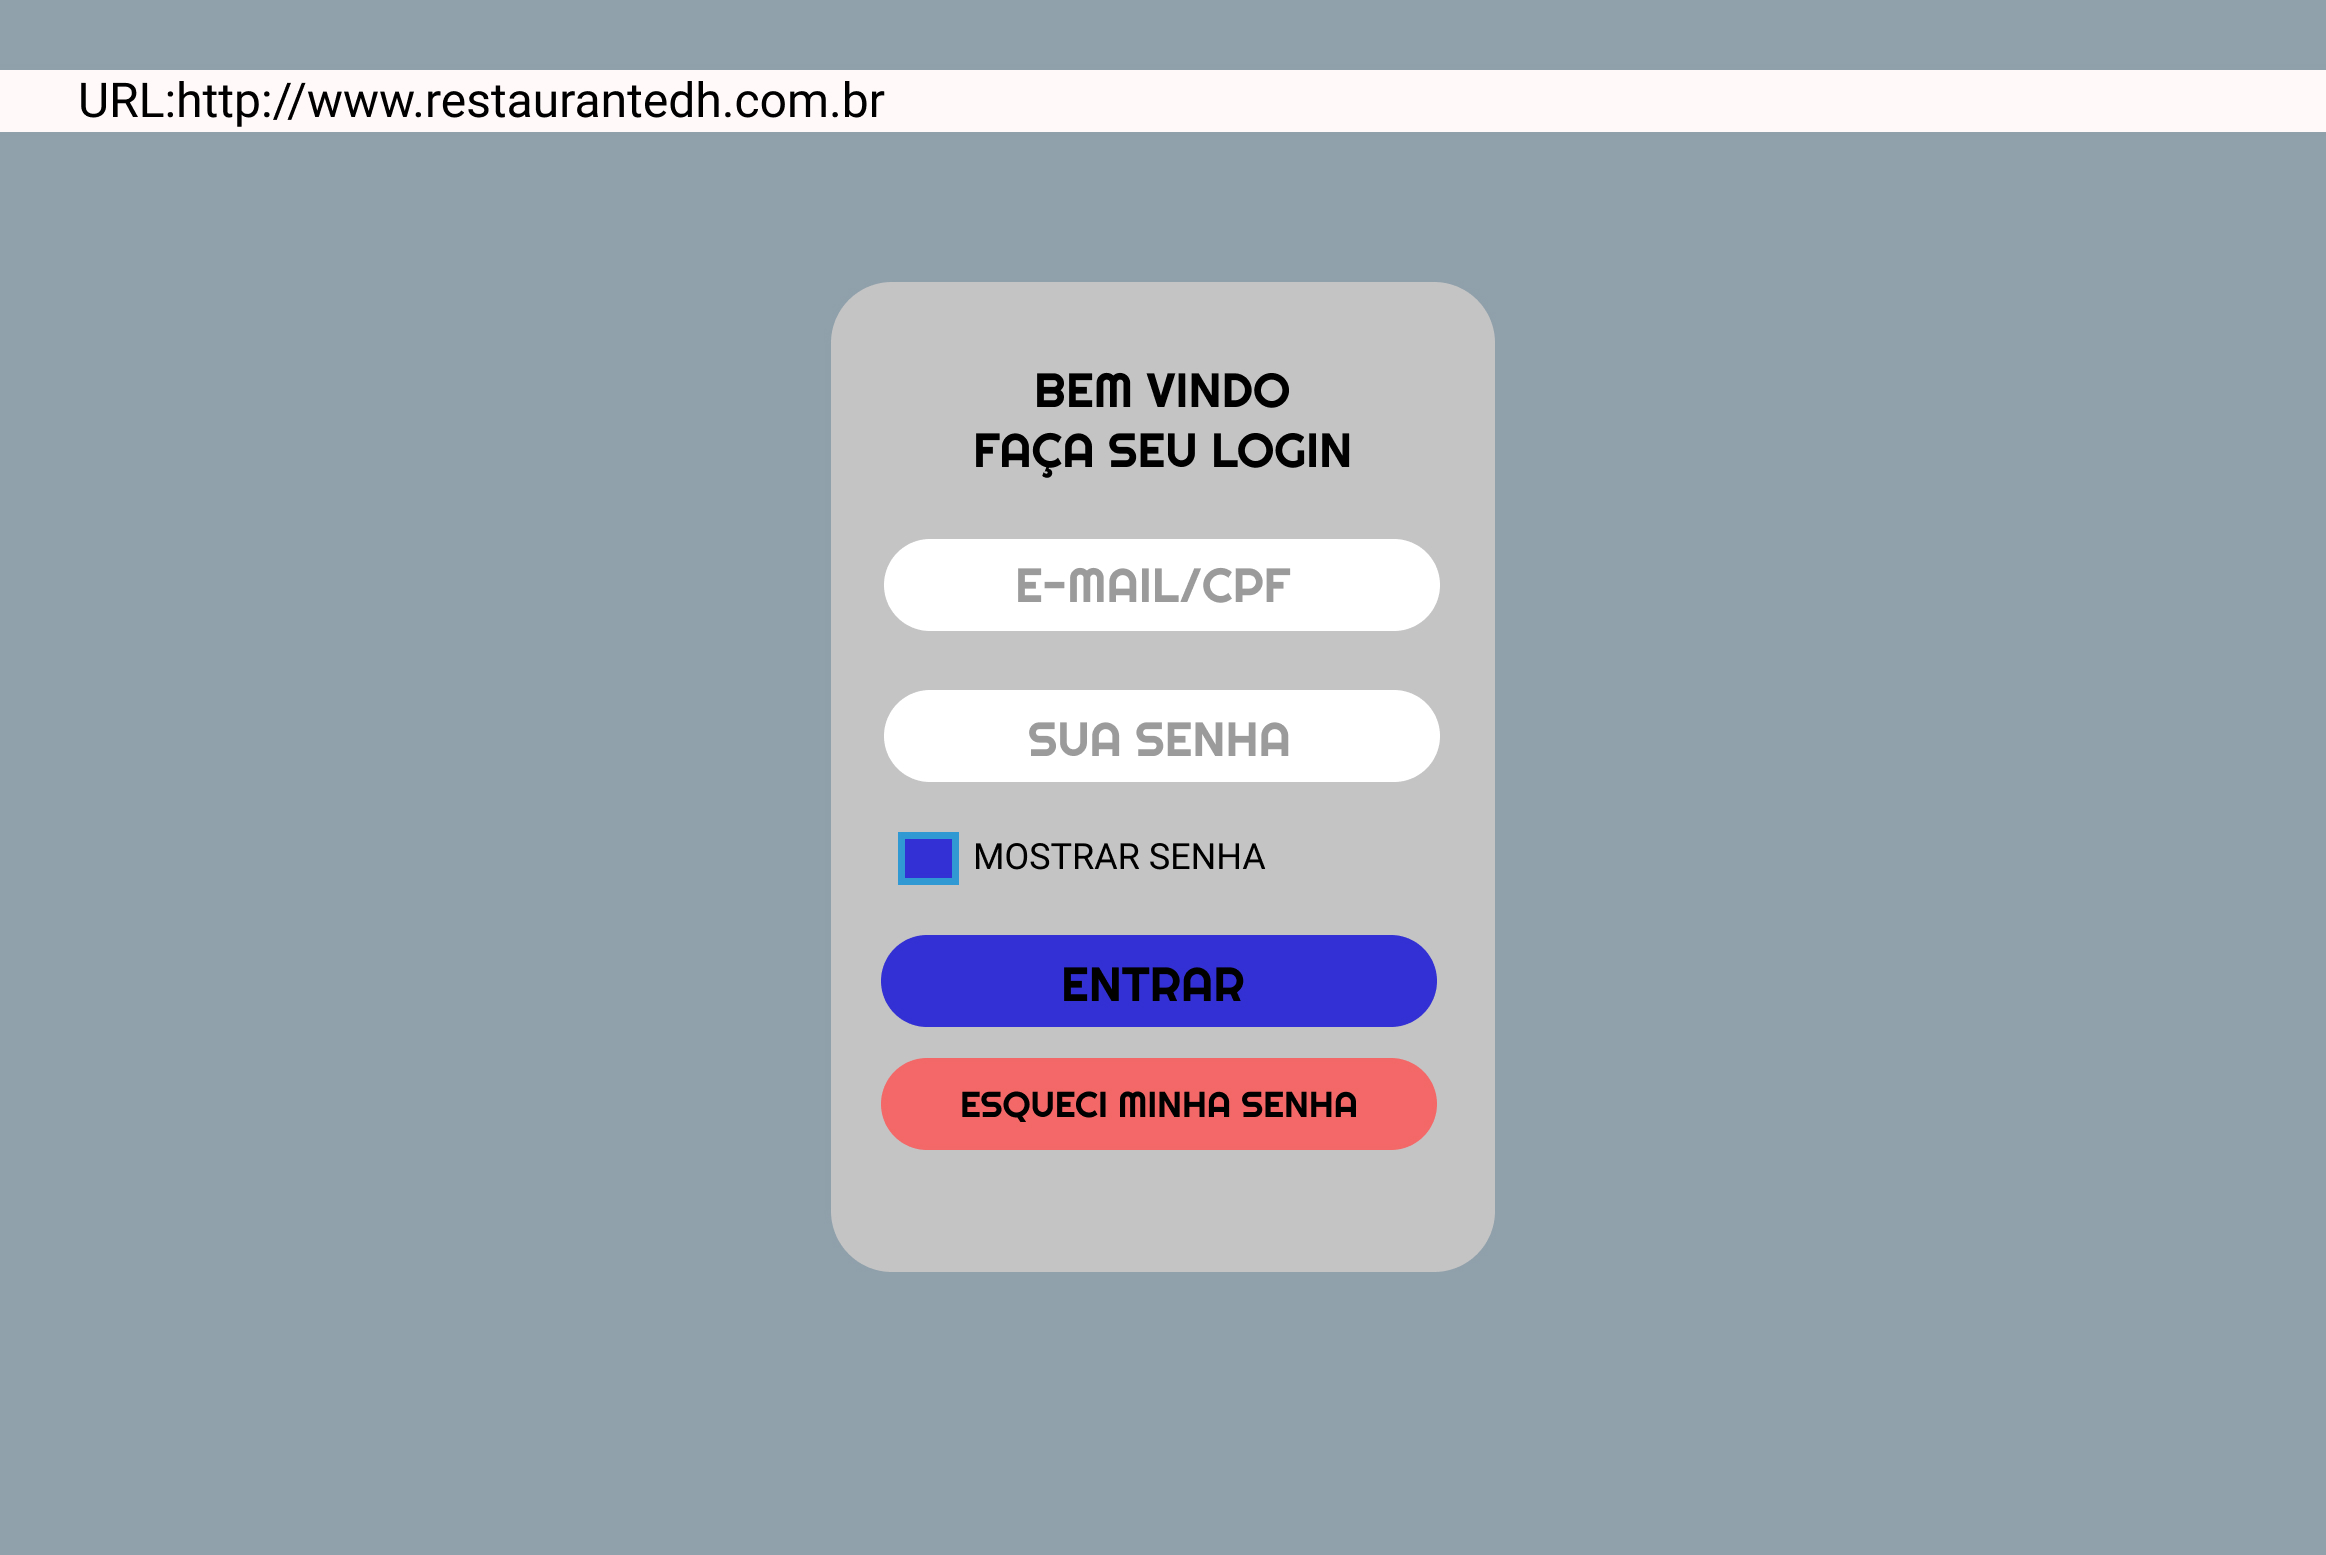 URL:http://www.restaurantedh.com.br
BEM VINDO
FAÇA SEU LOGIN
E-MAIL/CPF
SUA SENHA
MOSTRAR SENHA
ENTRAR
ESQUECI MINHA SENHA